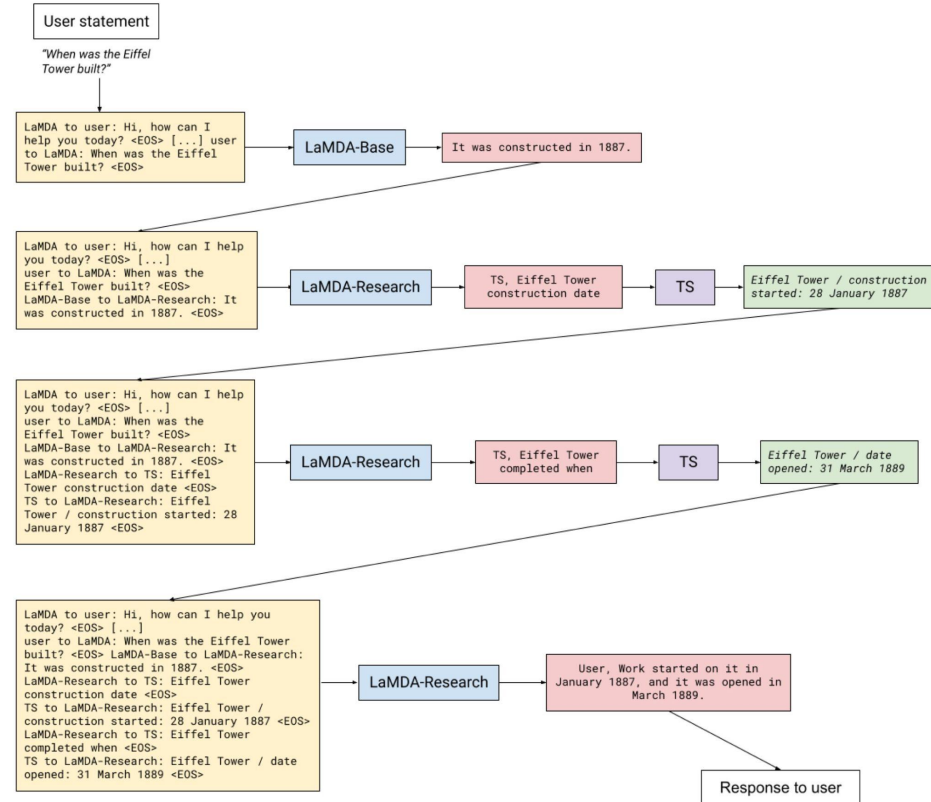 User statement
“When was the Eiffel
Tower built?”
LaMDA to user: Hi, how can I
help you today? <EOS> [...] user
to LaMDA: When was the Eiffel
Tower built? <EOS>
LaMDA-Base
It was constructed in 1887.
LaMDA to user: Hi, how can I help
you today? <EOS> [...]
user to LaMDA: When was the
Eiffel Tower built? <EOS>
LaMDA-Base to LaMDA-Research: It
was constructed in 1887. <EOS>
LaMDA-Research
TS, Eiffel Tower
construction date
TS
Eiffel Tower / construction
started: 28 January 1887
LaMDA to user: Hi, how can I help
you today? <EOS> [...]
user to LaMDA: When was the
Eiffel Tower built? <EOS>
LaMDA-Base to LaMDA-Research: It
was constructed in 1887. <EOS>
LaMDA-Research to TS: Eiffel
Tower construction date <EOS>
TS to LaMDA-Research: Eiffel
Tower / construction started: 28
January 1887 <EOS>
LaMDA-Research
TS, Eiffel Tower
completed when
TS
Eiffel Tower / date
opened: 31 March 1889
LaMDA to user: Hi, how can I help you
today? <EOS> [...]
user to LaMDA: When was the Eiffel Tower
built? <EOS> LaMDA-Base to LaMDA-Research:
It was constructed in 1887. <EOS>
LaMDA-Research to TS: Eiffel Tower
construction date <EOS>
TS to LaMDA-Research: Eiffel Tower /
construction started: 28 January 1887 <EOS>
LaMDA-Research to TS: Eiffel Tower
completed when <EOS>
TS to LaMDA-Research: Eiffel Tower / date
opened: 31 March 1889 <EOS>
LaMDA-Research
User, Work started on it in
January 1887, and it was opened in
March 1889.
Response to user